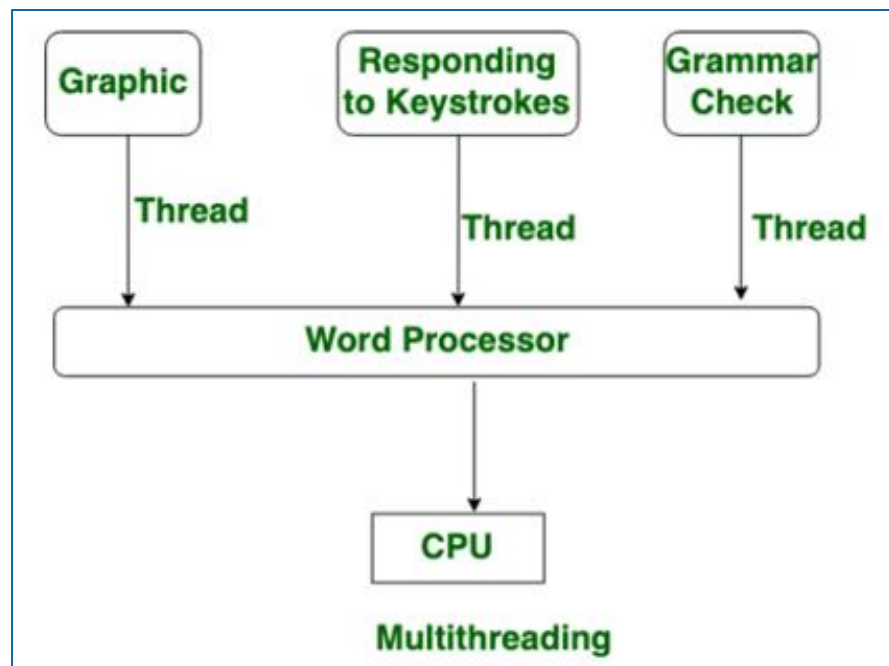 Graphic
Responding
to Keystrokes
Grammar
Check
Thread
Thread
Thread
Word Processor
CPU
Multithreading